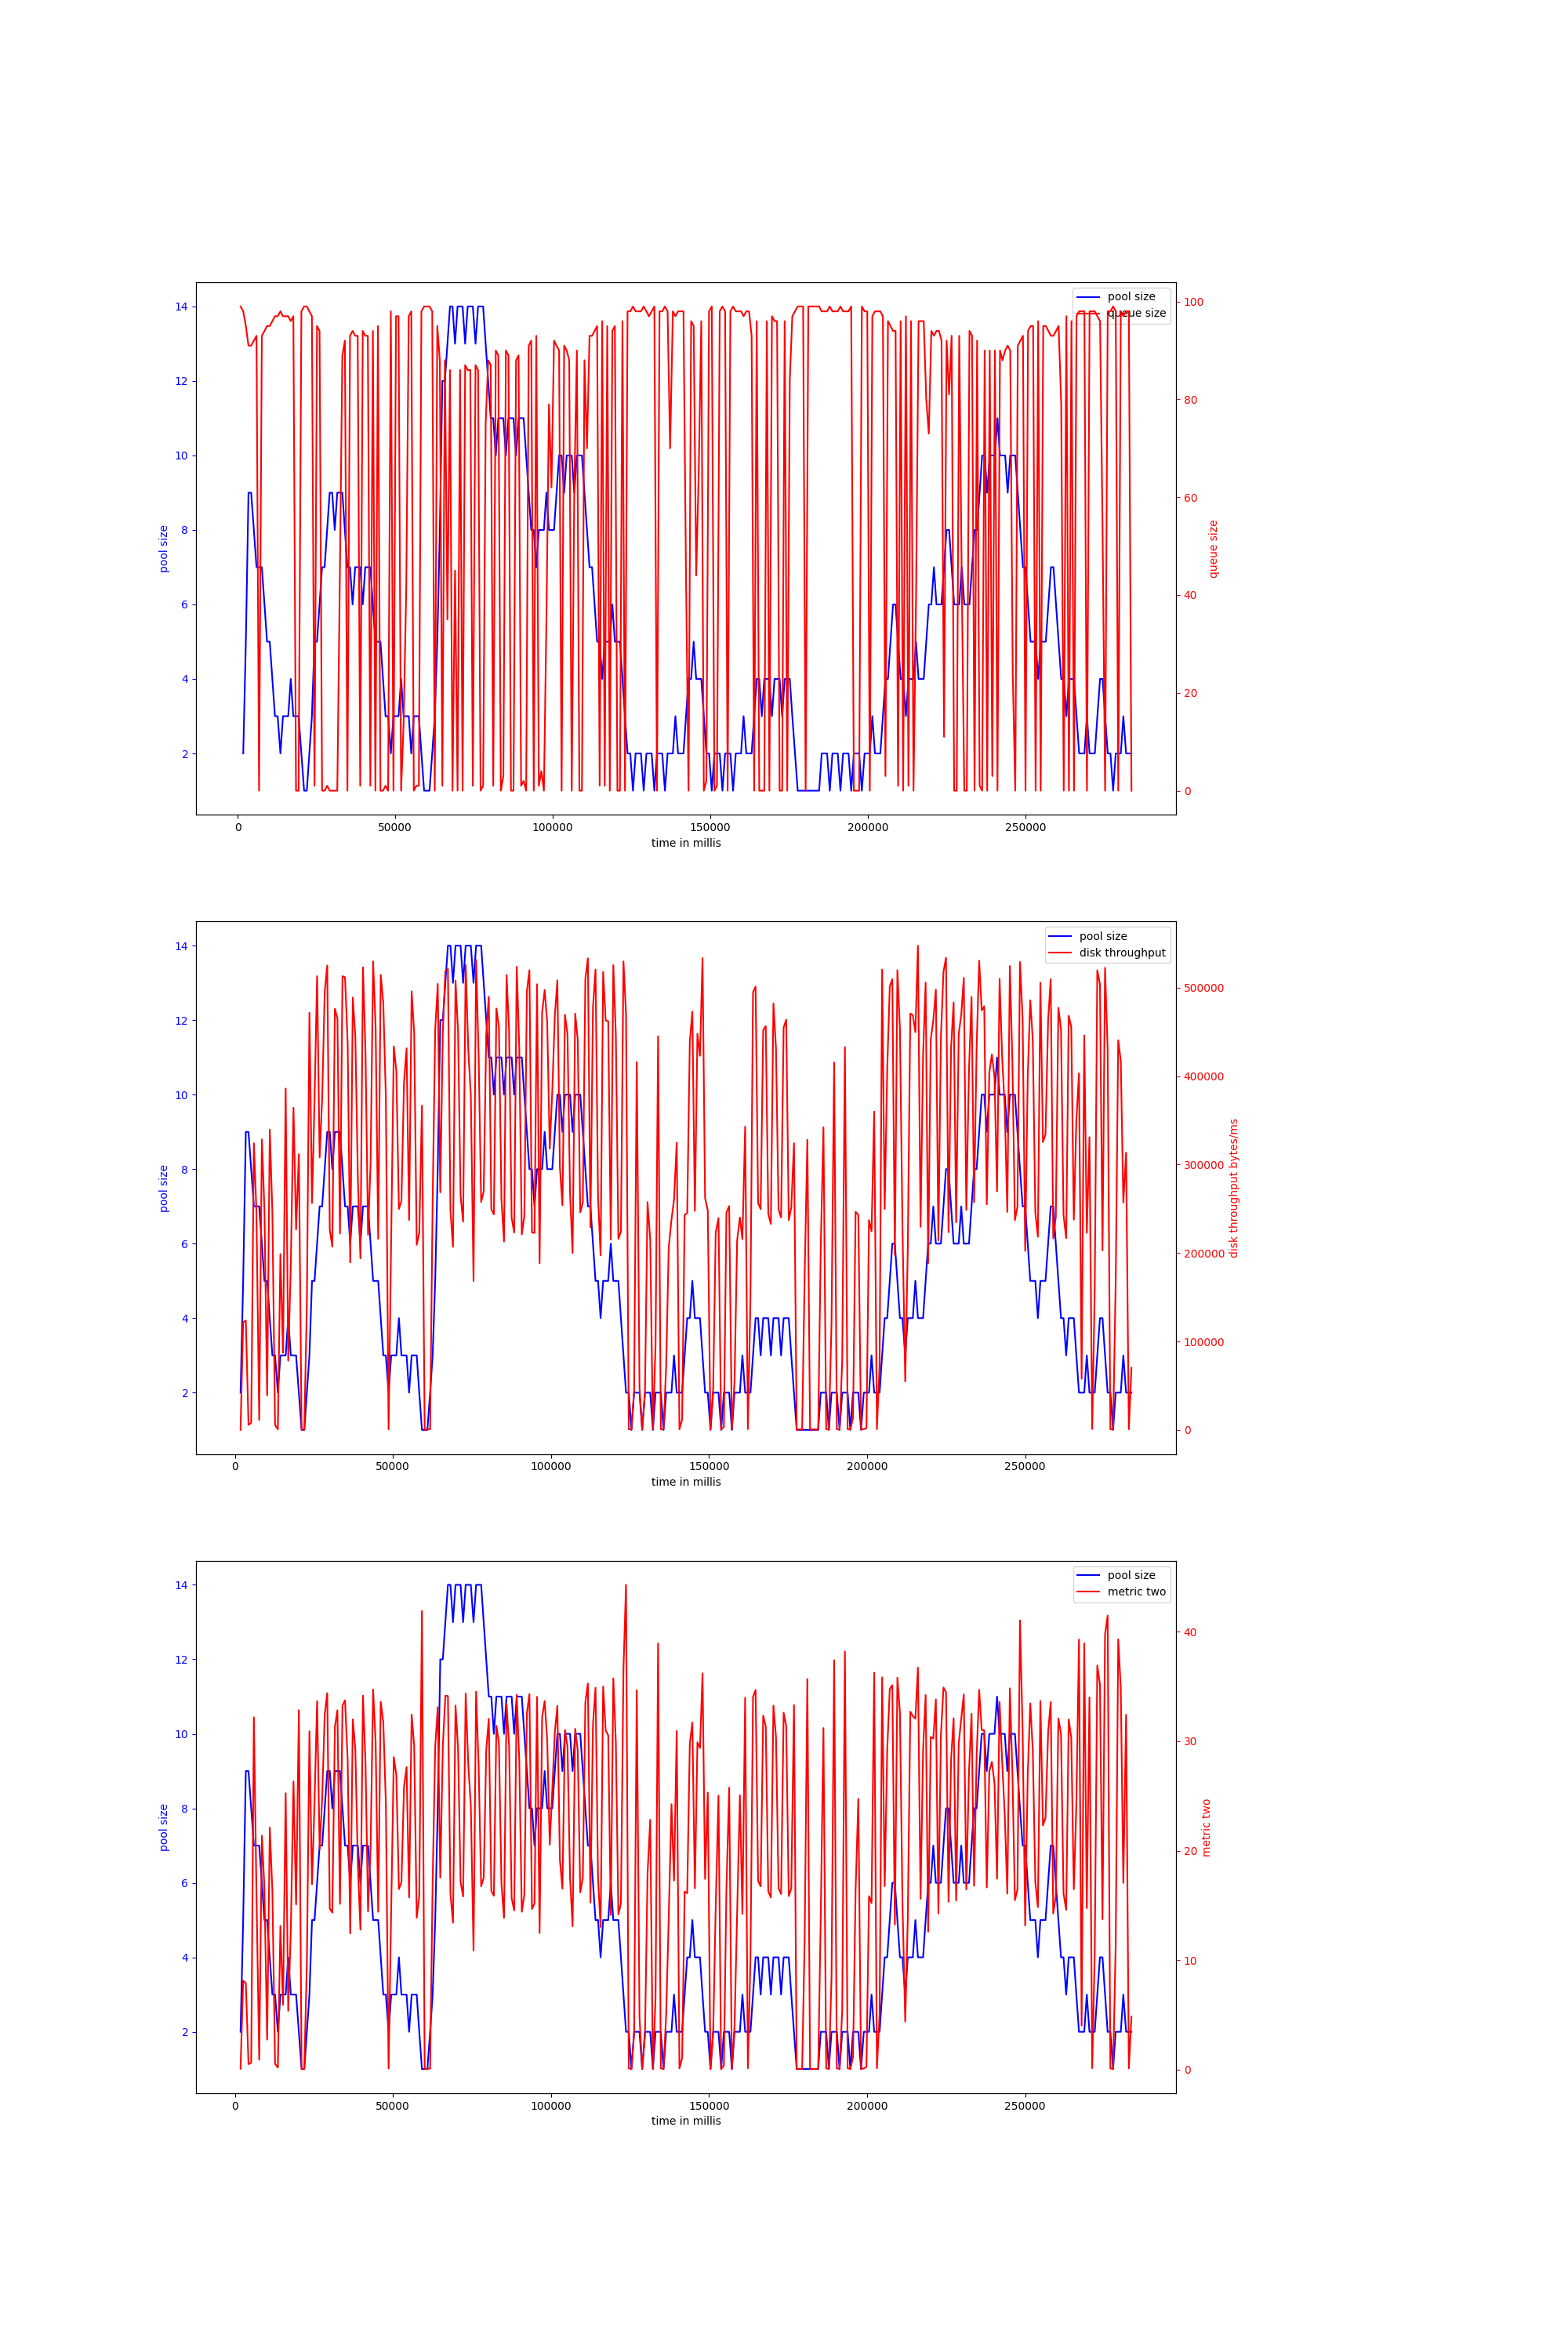 pool size
queue size
14
12
10
8
6
4
2
pool size
100
80
60
40
20
0
queue size
0 50000 100000 150000 200000 250000
time in millis
pool size
disk throughput
14
12
10
8
6
4
2
pool size
500000
400000
300000
200000
100000
0
disk throughput bytes/ms
0 50000 100000 150000 200000 250000
time in millis
pool size
metric two
14
12
10
8
6
4
2
pool size
40
30
20
10
0
metric two
0 50000 100000 150000 200000 250000
time in millis